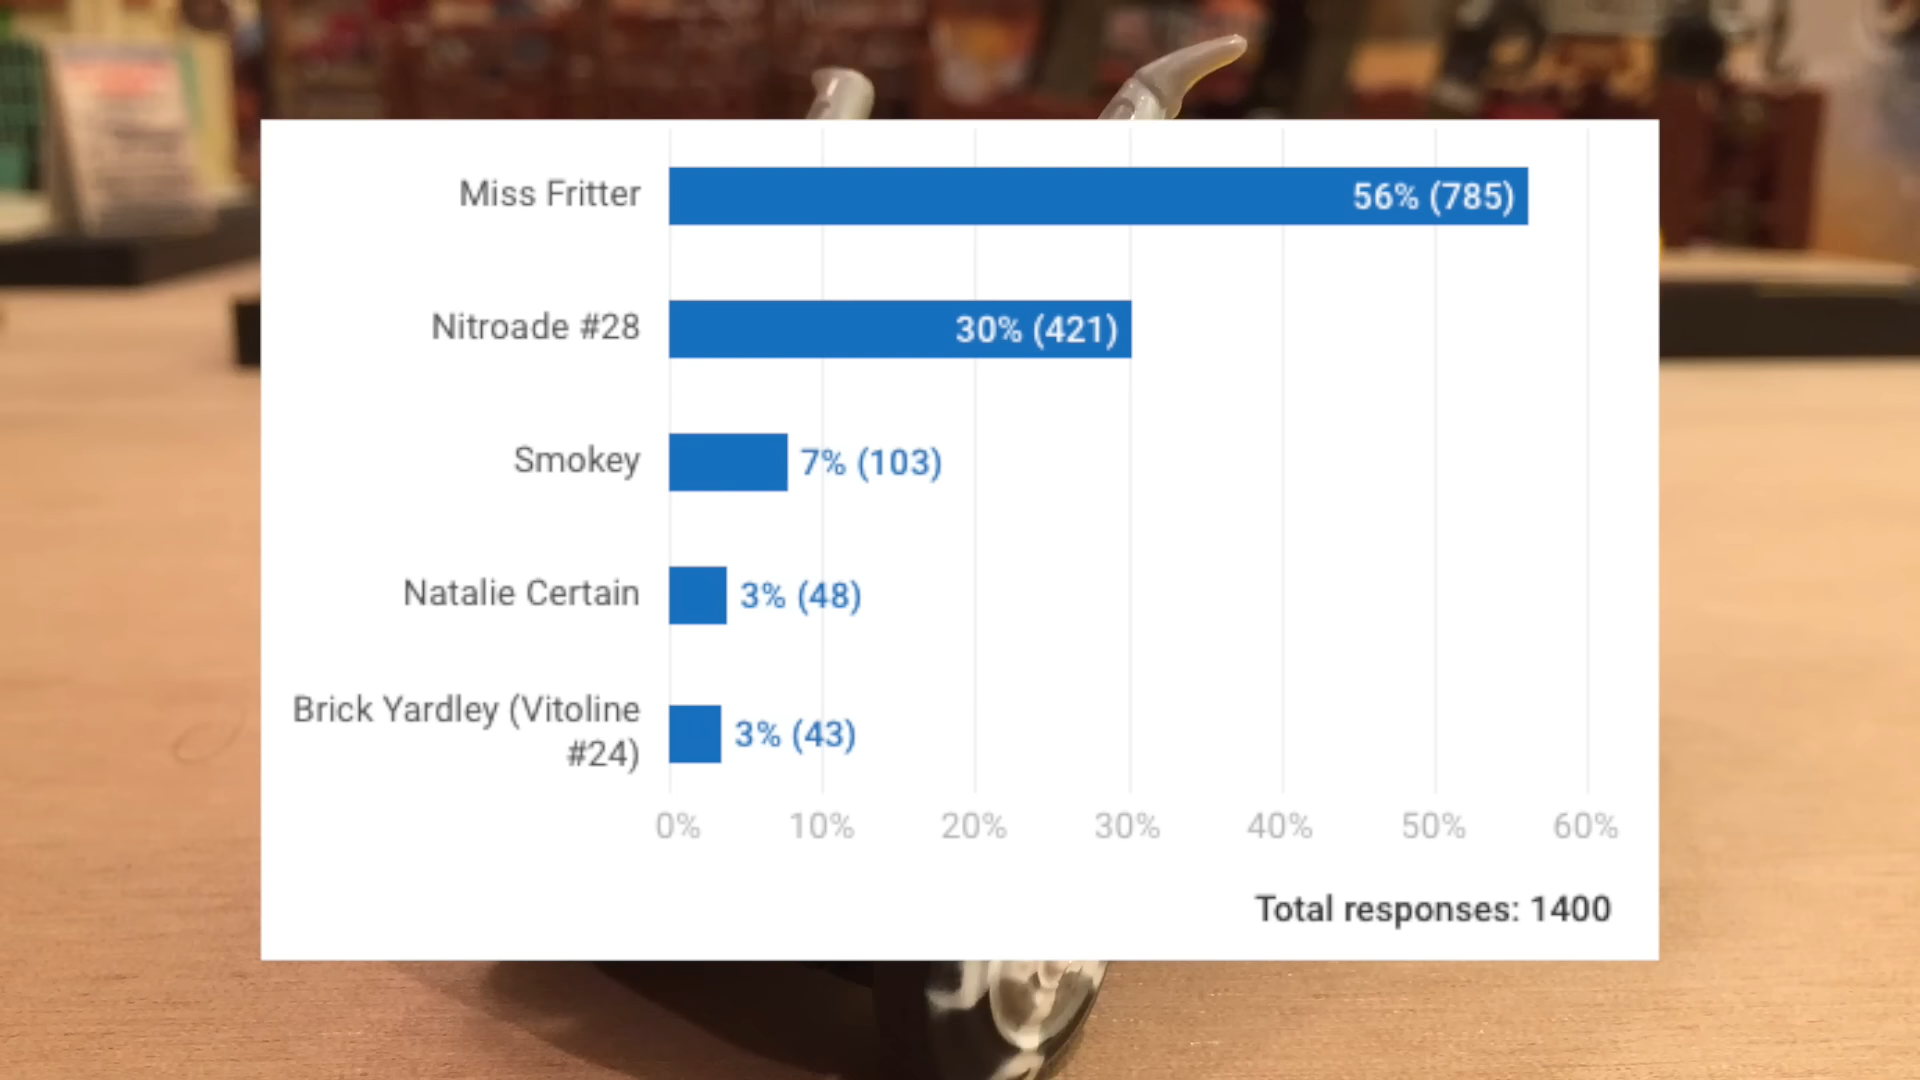 Miss Fritter
56% (785)
Nitroade #28
30% (421)
Smokey
7% (103)
Natalie Certain
3% (48)
Brick Yardley (Vitoline
#24)
3% (43)
0% 10% 20% 30% 40% 50% 60%
Total responses: 1400